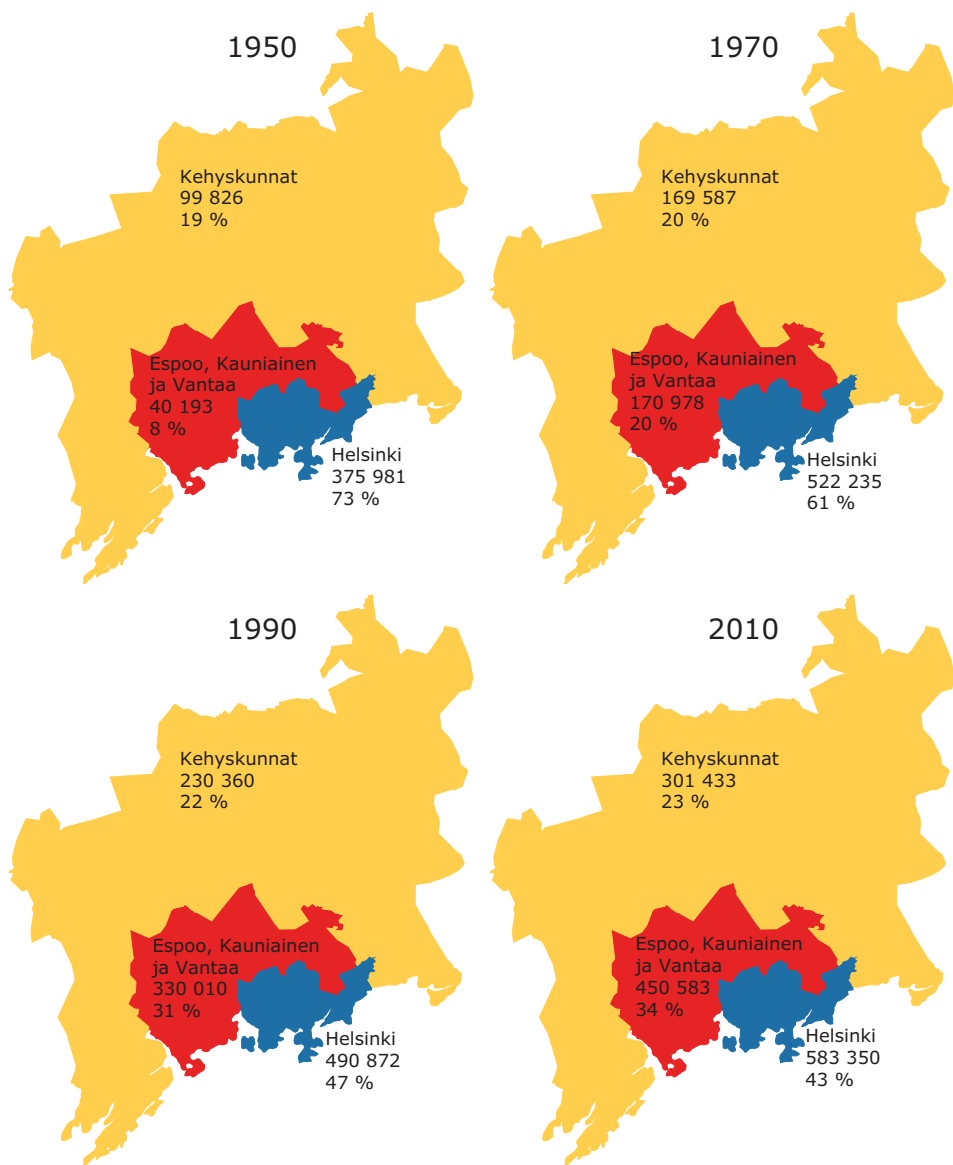 1950
Kehyskunnat
99 826
19 %
Espoo, Kauniainen
ja Vantaa
40 193
8 %
Helsinki
375 981
73 %
1970
Kehyskunnat
169 587
20 %
Espoo, Kauniainen
ja Vantaa
170 978
20 %
Helsinki
522 235
61 %
1990
Kehyskunnat
230 360
22 %
Espoo, Kauniainen
ja Vantaa
330 010
31 %
Helsinki
490 872
47 %
2010
Kehyskunnat
301 433
23 %
Espoo, Kauniainen
ja Vantaa
450 583
34 %
Helsinki
583 350
43 %